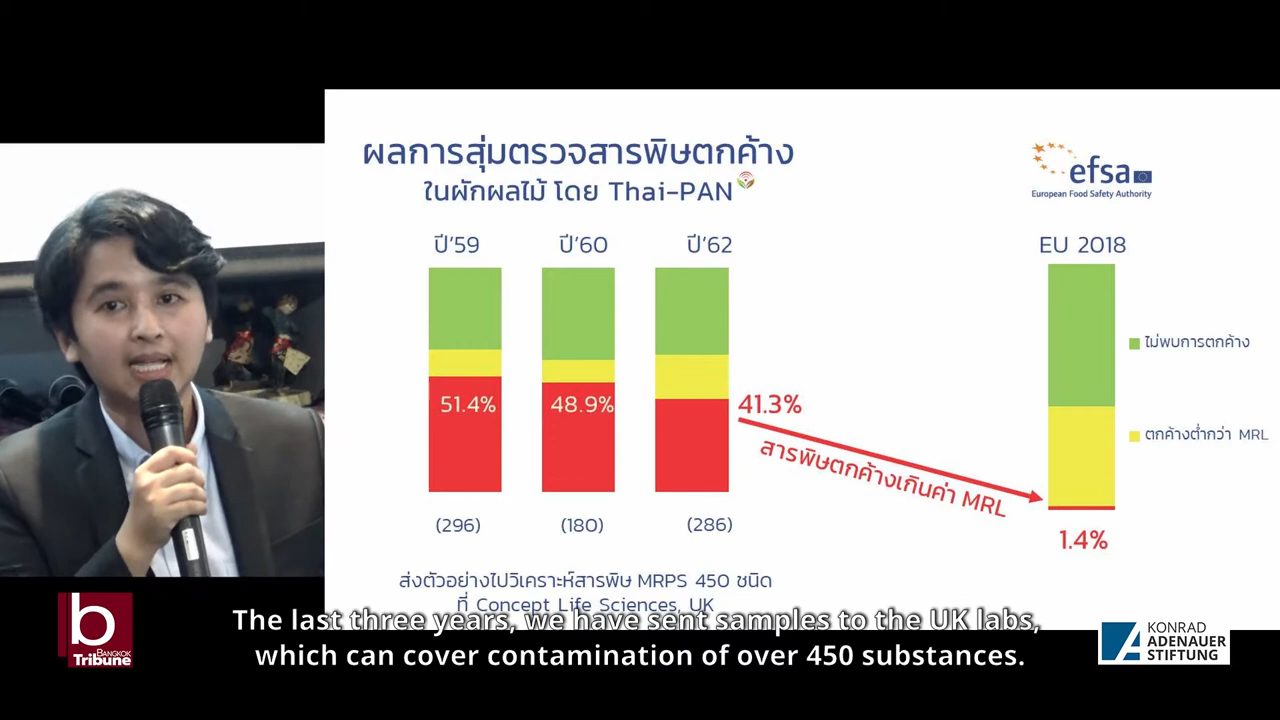 ผลการสุ่มตรวจสารพิษตกค้าง
ในผักผลไม้ โดย Thai-PAN
efsa
European Food Safety Authority
ปี'59
ปี'60
ปี'62
EU 2018
51.4%
48.9%
41.3%
สารพิษตกค้างเกินค่า MRL
1.4%
ไม่พบการตกค้าง
ตกค้างต่ำกว่า MRL
(296)
(180)
(286)
ส่งตัวอย่างไปวิเคราะห์สารพิษ MRPS 450 ชนิด
ที่ Concept Life Sciences, UK
The last three years, we have sent samples to the UK labs,
which can cover contamination of over 450 substances.
b
BANGKOK
Tribune
KONRAD
ADENAUER
STIFTUNG